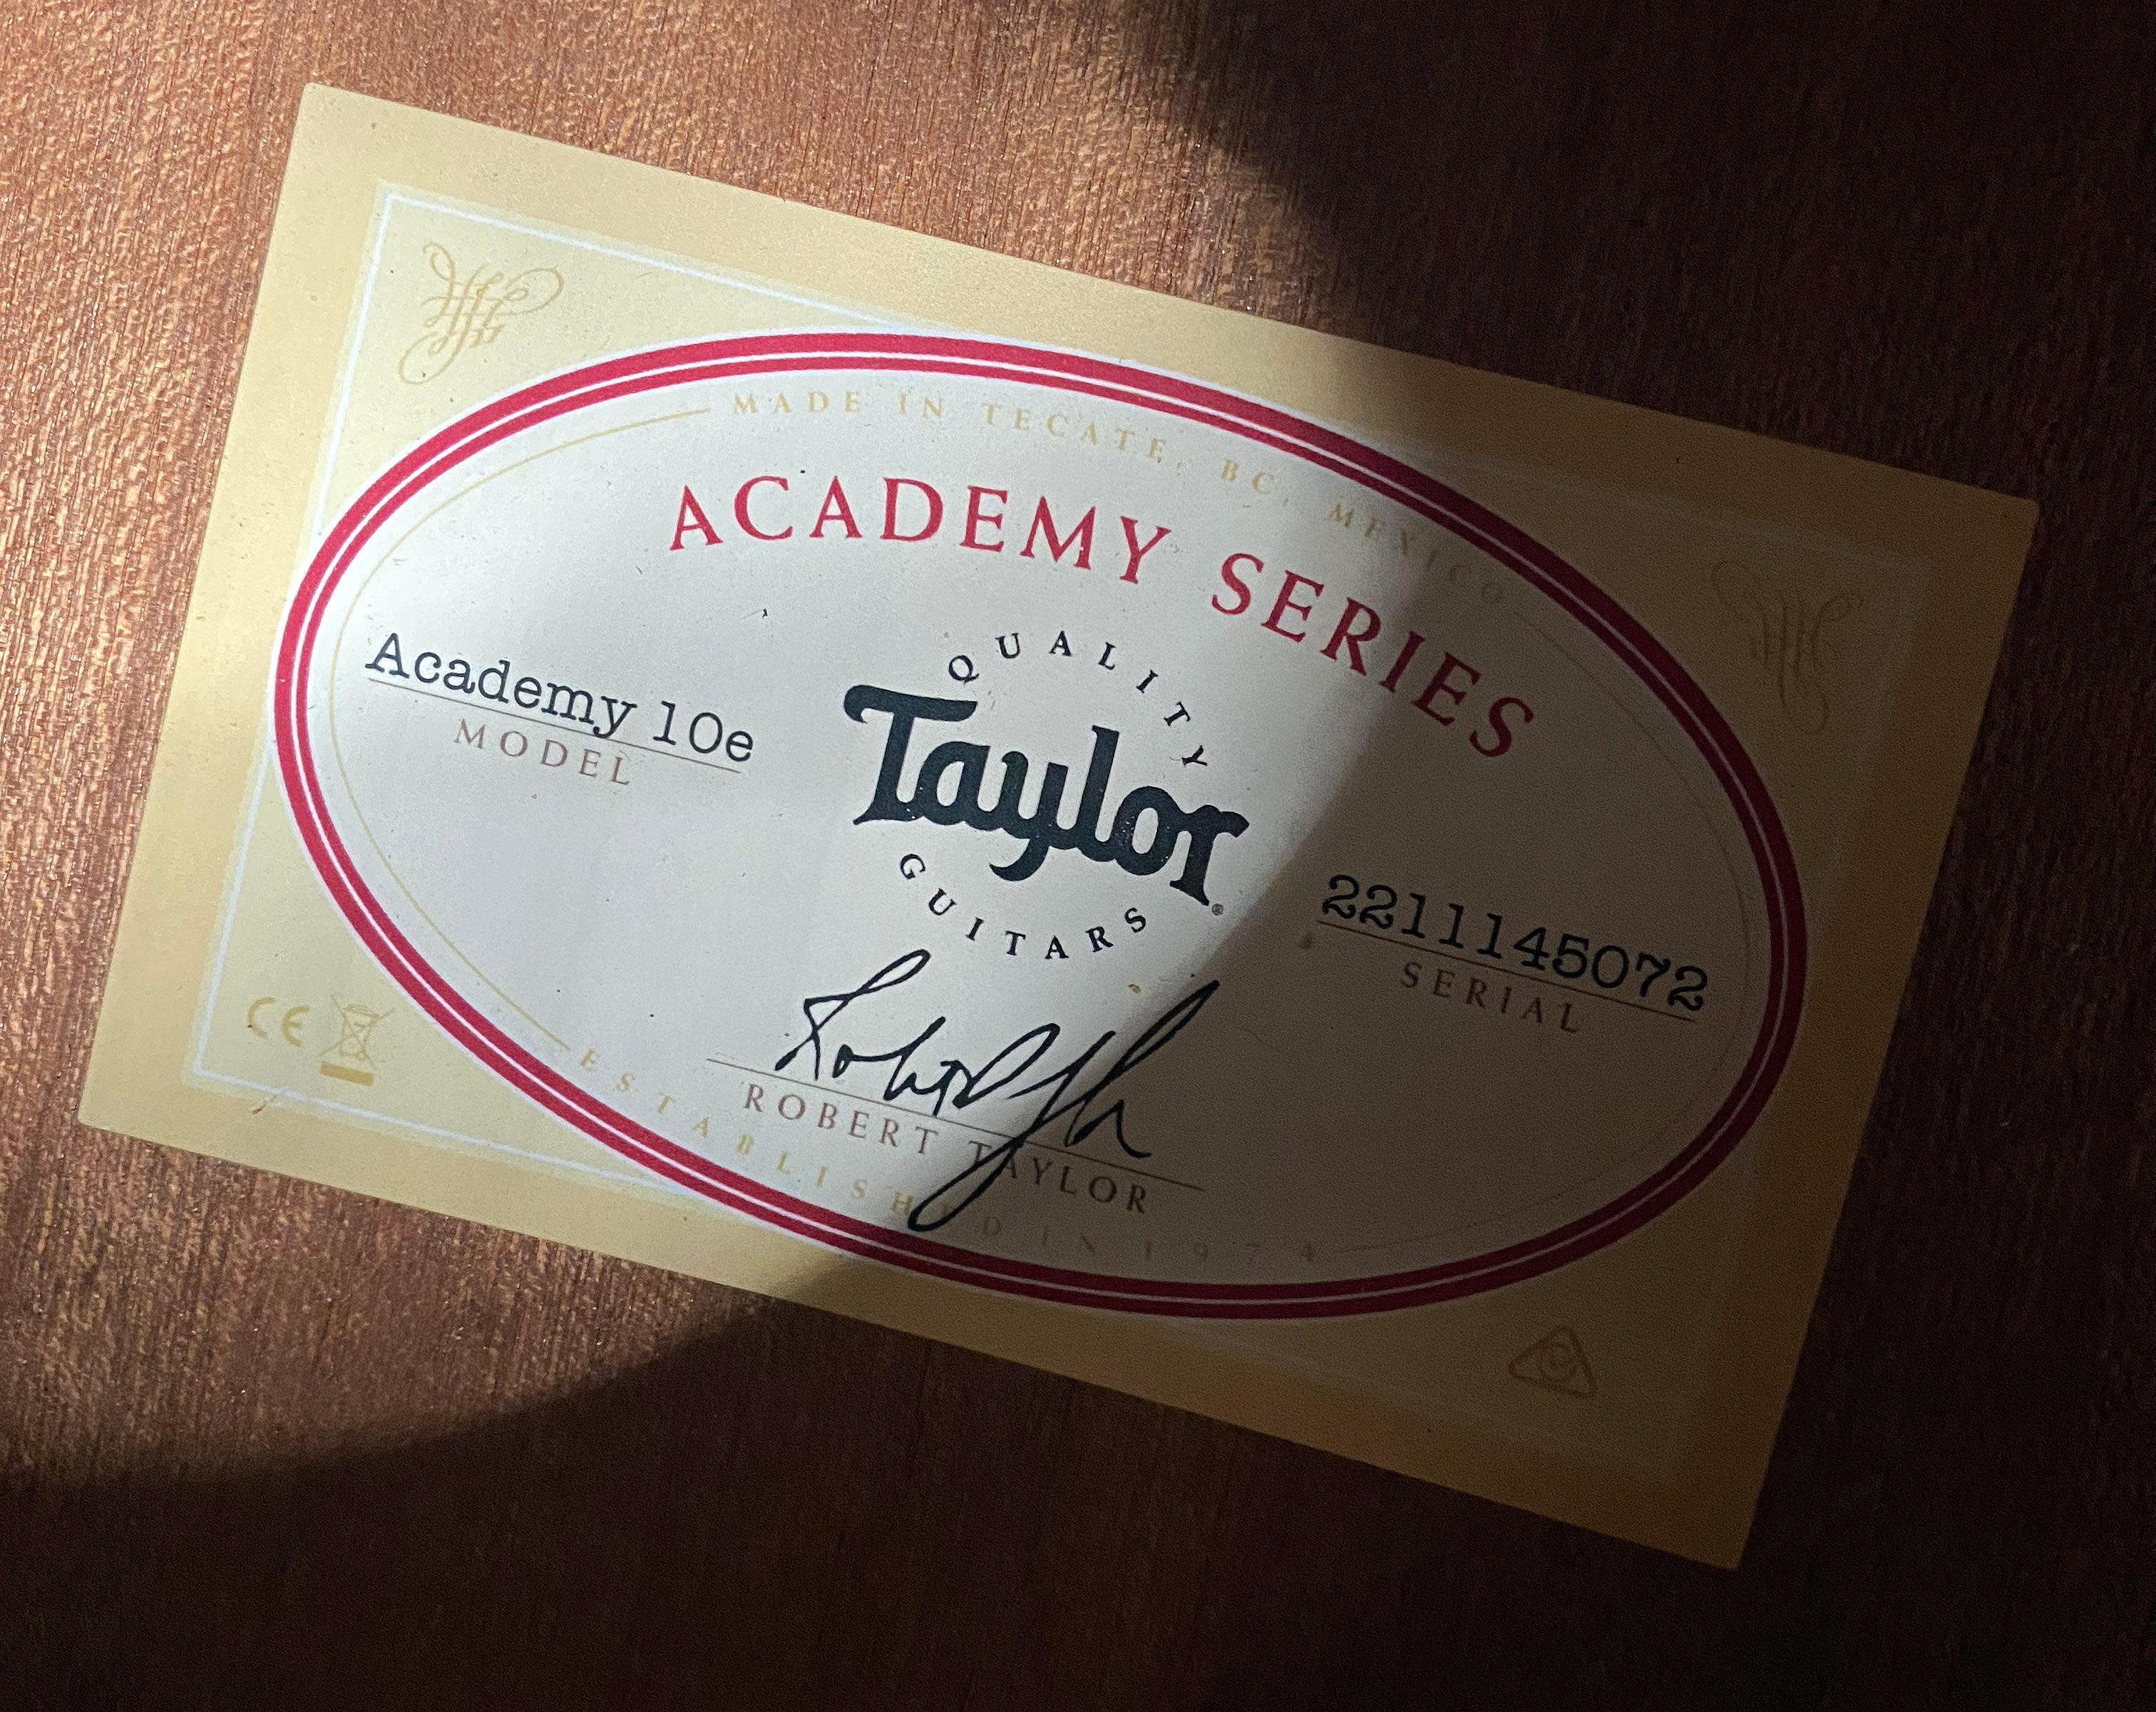 MADE IN TECATE, BC, MEXICO
ACADEMY SERIES
Academy 10e
MODEL
QUALITY
Taylor®
GUITARS
2211145072
SERIAL
ROBERT TAYLOR
ESTABLISHED IN 1974
CE